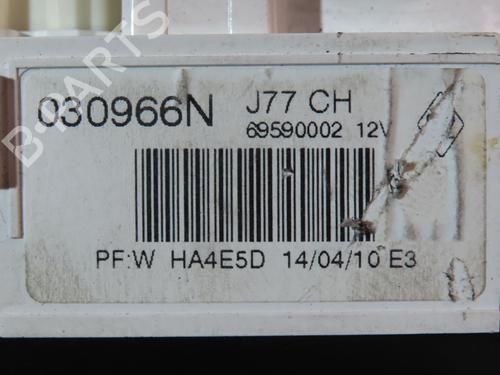 030966N J77 CH
69590002 12V
PF:W HA4E5D 14/04/10 E3
B-PARTS